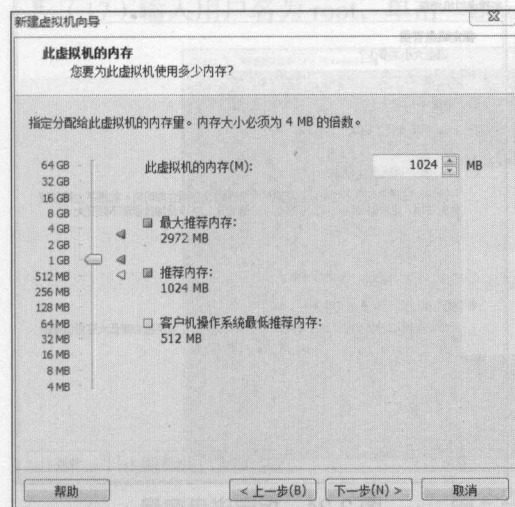 新建虚拟机向导
此虚拟机的内存
您要为此虚拟机使用多少内存?
指定分配给此虚拟机的内存量。内存大小必须为 4 MB 的倍数。
此虚拟机的内存(M): 1024 MB
64 GB
32 GB
16 GB
8 GB
4 GB
2 GB
1 GB
512 MB
256 MB
128 MB
64 MB
32 MB
16 MB
8 MB
4 MB
最大推荐内存:
2972 MB
推荐内存:
1024 MB
客户机操作系统最低推荐内存:
512 MB
帮助
< 上一步(B)
下一步(N) >
取消